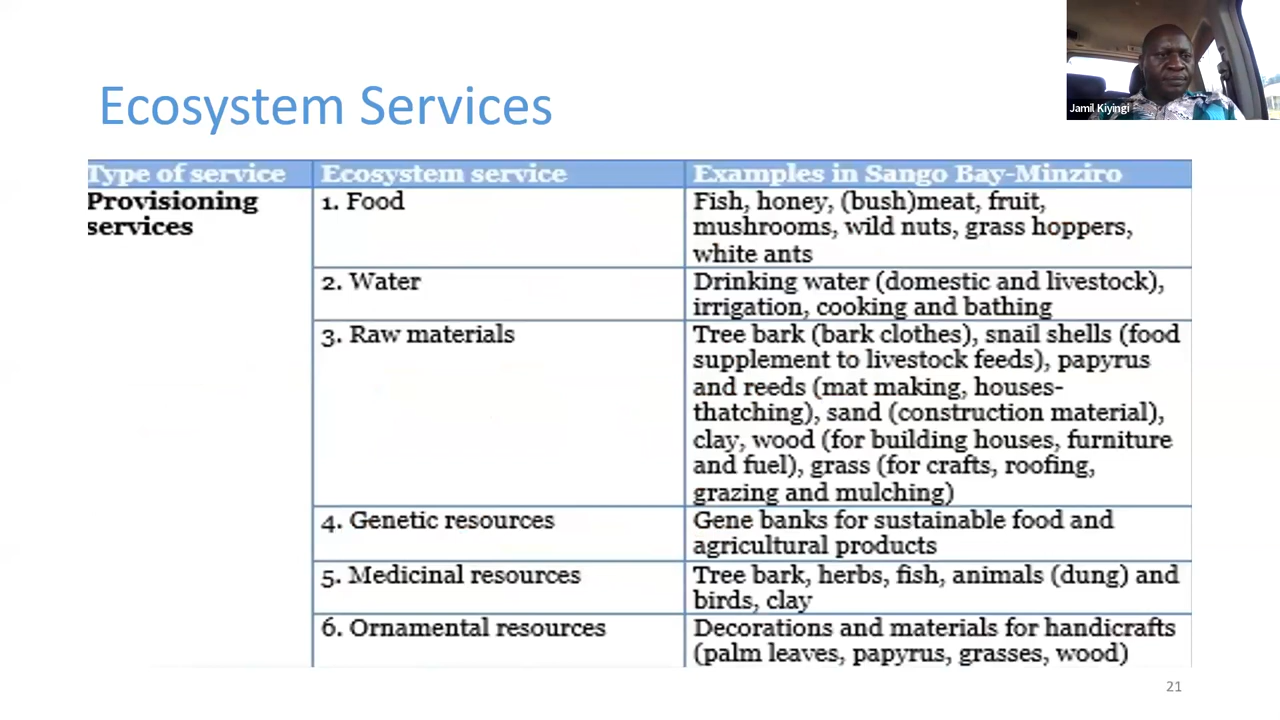 Jamil Kiyingi
Ecosystem Services
Type of service Ecosystem service Examples in Sango Bay-Minziro
Provisioning services
1. Food
Fish, honey, (bush)meat, fruit,
mushrooms, wild nuts, grass hoppers,
white ants
2. Water
Drinking water (domestic and livestock),
irrigation, cooking and bathing
3. Raw materials
Tree bark (bark clothes), snail shells (food
supplement to livestock feeds), papyrus
and reeds (mat making, houses-
thatching), sand (construction material),
clay, wood (for building houses, furniture
and fuel), grass (for crafts, roofing,
grazing and mulching)
4. Genetic resources
Gene banks for sustainable food and
agricultural products
5. Medicinal resources
Tree bark, herbs, fish, animals (dung) and
birds, clay
6. Ornamental resources
Decorations and materials for handicrafts
(palm leaves, papyrus, grasses, wood)
21